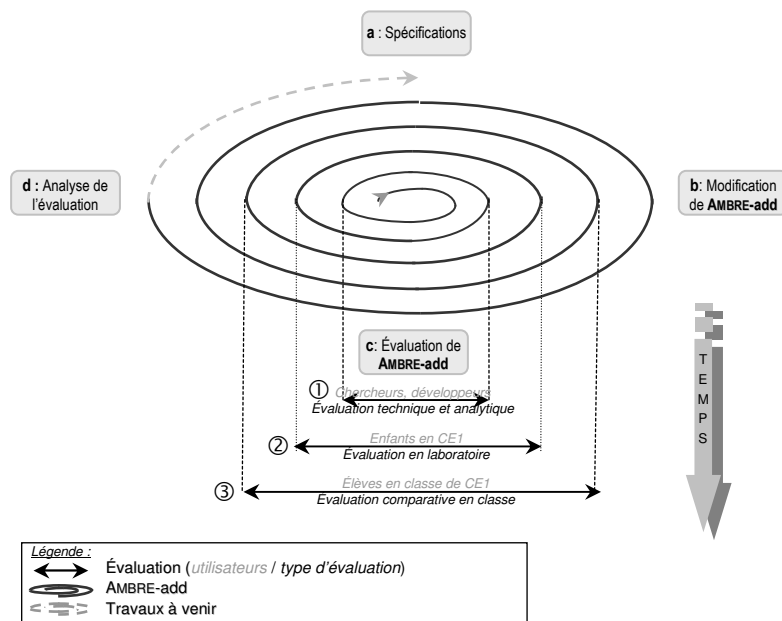 a : Spécifications
d : Analyse de
l'évaluation
b: Modification
de AMBRE-add
c: Évaluation de
AMBRE-add
TEMPS
① Chercheurs, développeurs
Évaluation technique et analytique
② Enfants en CE1
Évaluation en laboratoire
③ Élèves en classe de CE1
Évaluation comparative en classe
Légende :
Évaluation (utilisateurs / type d'évaluation)
AMBRE-add
Travaux à venir